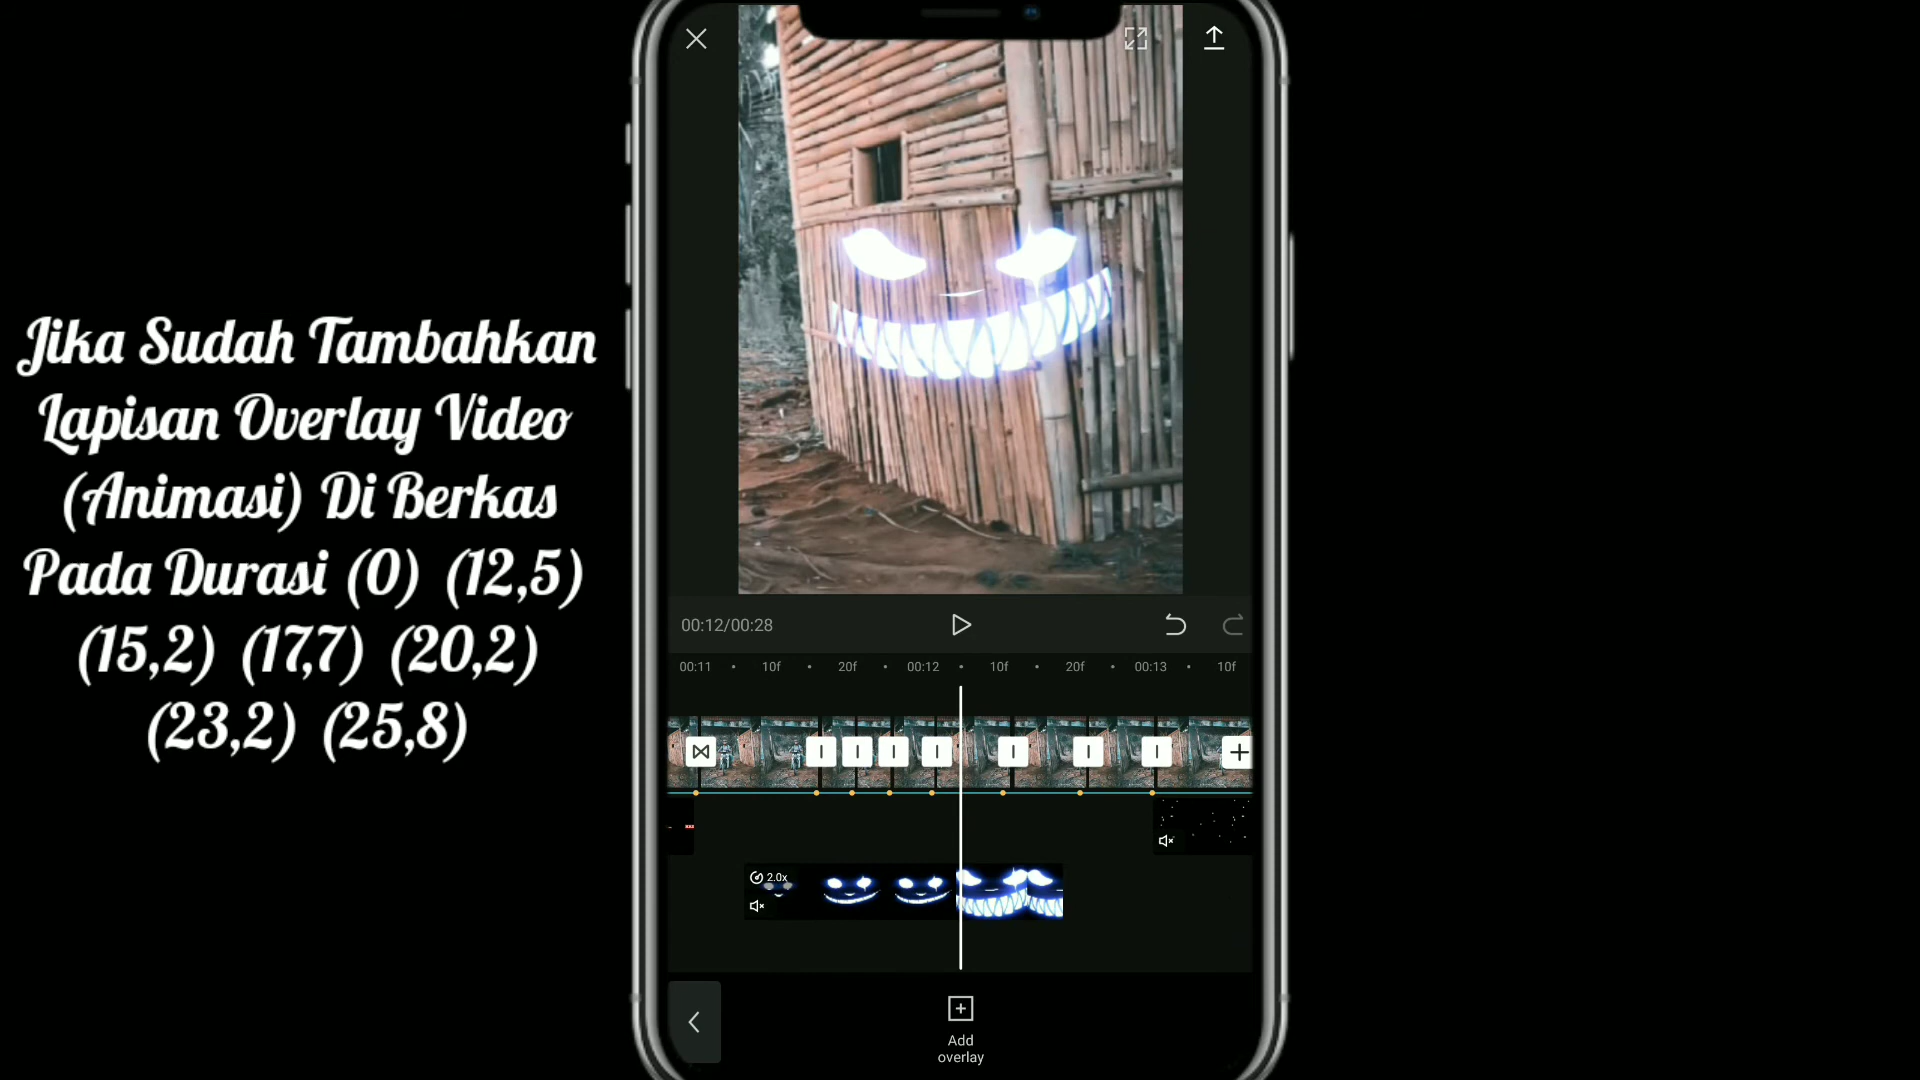 Jika Sudah Tambahkan
Lapisan Overlay Video
(Animasi) Di Berkas
Pada Durasi (0) (12,5)
(15,2) (17,7) (20,2)
(23,2) (25,8)
00:12/00:28
00:11 10f 20f 00:12 10f 20f 00:13 10f
2.0x
Add
overlay